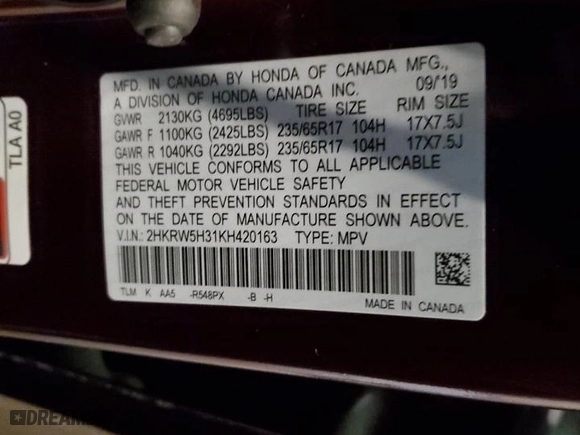 MFD. IN CANADA BY HONDA OF CANADA MFG.,
A DIVISION OF HONDA CANADA INC. 09/19
GVWR 2130KG (4695LBS) TIRE SIZE RIM SIZE
GAWR F 1100KG (2425LBS) 235/65R17 104H 17X7.5J
GAWR R 1040KG (2292LBS) 235/65R17 104H 17X7.5J
THIS VEHICLE CONFORMS TO ALL APPLICABLE
FEDERAL MOTOR VEHICLE SAFETY
AND THEFT PREVENTION STANDARDS IN EFFECT
ON THE DATE OF MANUFACTURE SHOWN ABOVE.
V.I.N.: 2HKRW5H31KH420163 TYPE: MPV
TLM K AA5 -R548PX -B -H
MADE IN CANADA
TLA A0
DREAM